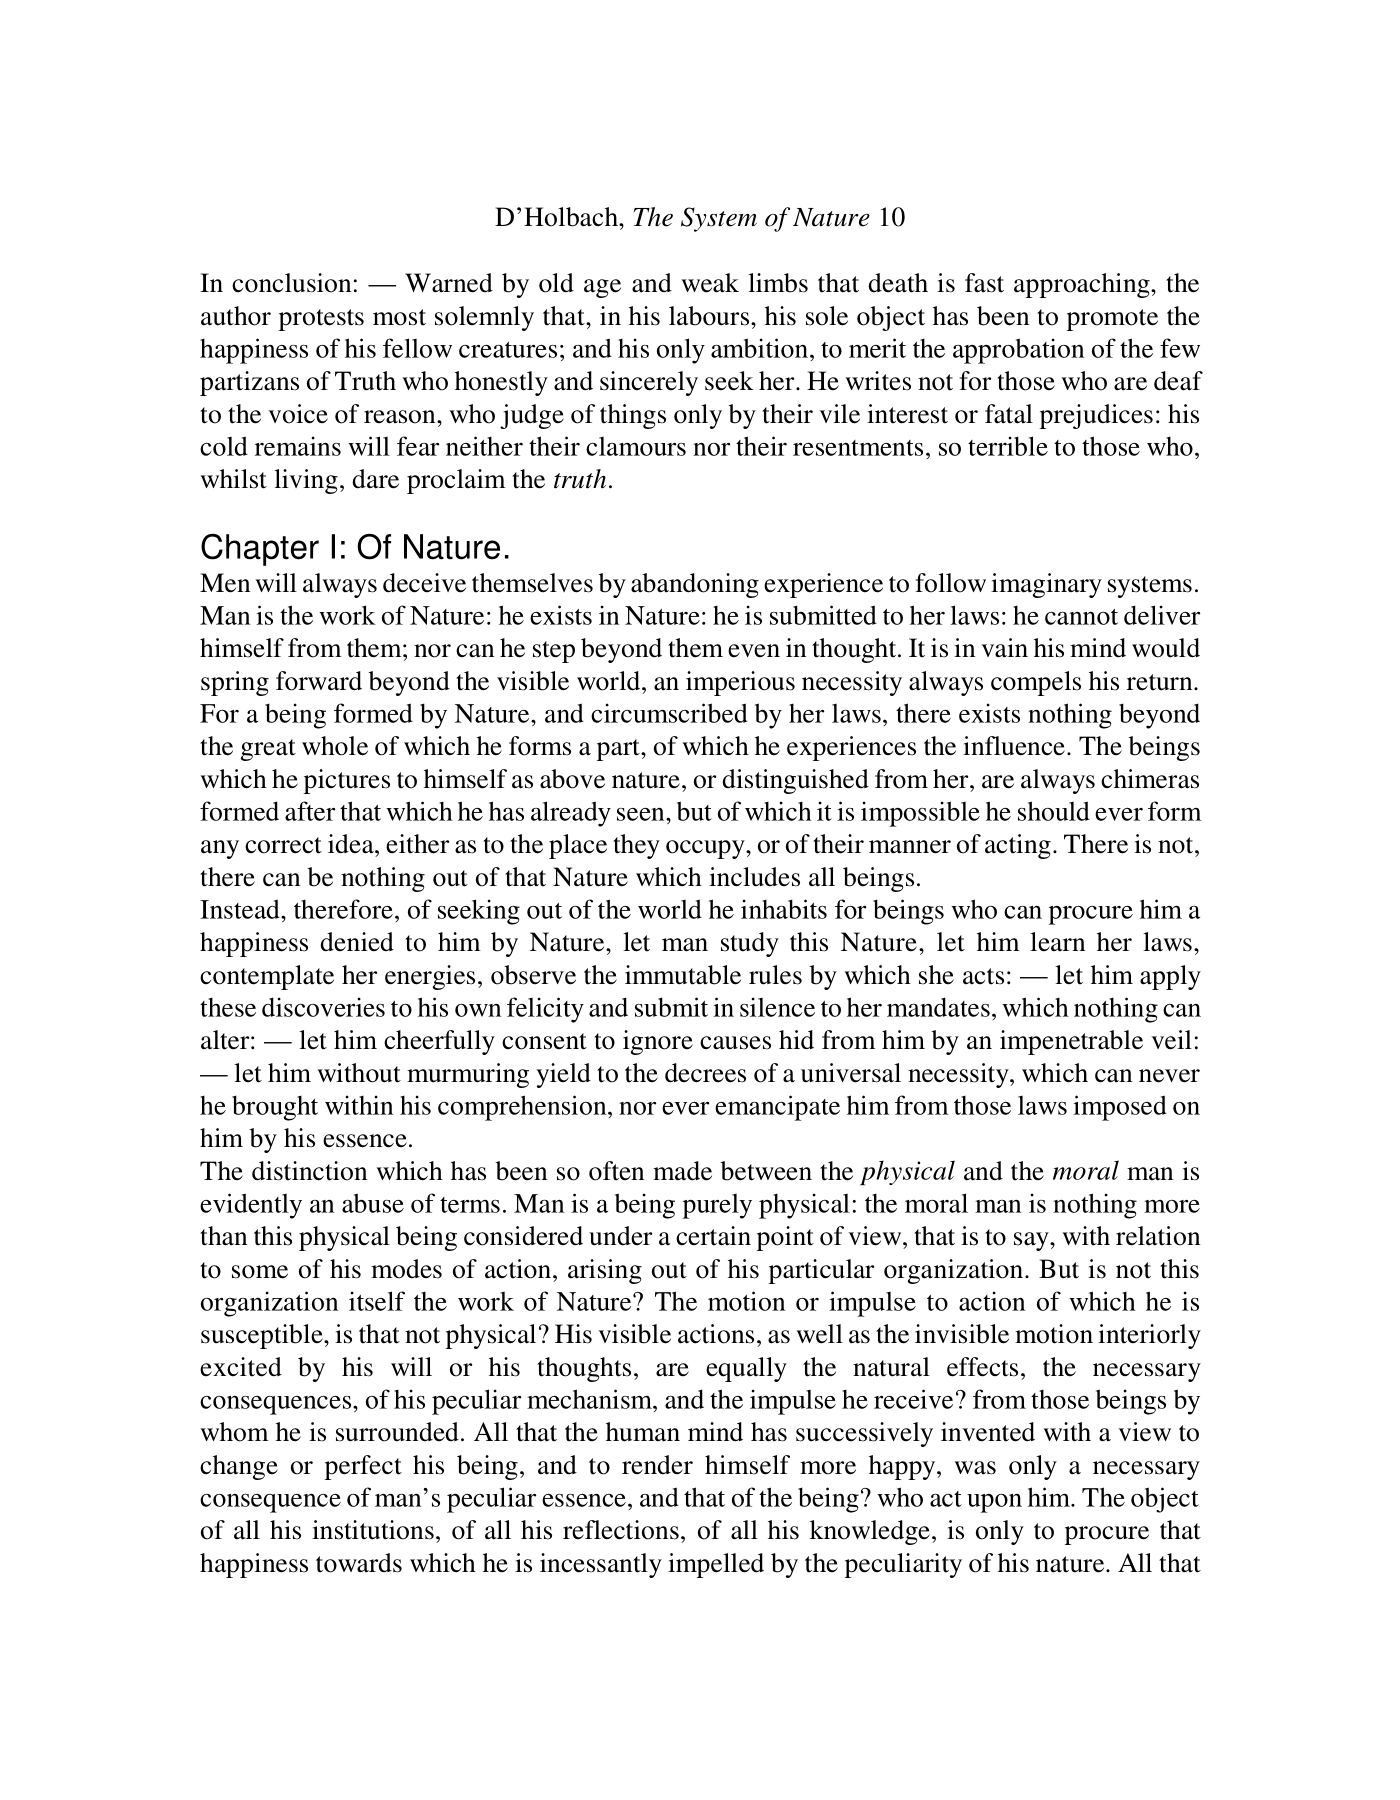 D’Holbach, The System of Nature 10
In conclusion: — Warned by old age and weak limbs that death is fast approaching, the
author protests most solemnly that, in his labours, his sole object has been to promote the
happiness of his fellow creatures; and his only ambition, to merit the approbation of the few
partizans of Truth who honestly and sincerely seek her. He writes not for those who are deaf
to the voice of reason, who judge of things only by their vile interest or fatal prejudices: his
cold remains will fear neither their clamours nor their resentments, so terrible to those who,
whilst living, dare proclaim the truth.
Chapter I: Of Nature.
Men will always deceive themselves by abandoning experience to follow imaginary systems.
Man is the work of Nature: he exists in Nature: he is submitted to her laws: he cannot deliver
himself from them; nor can he step beyond them even in thought. It is in vain his mind would
spring forward beyond the visible world, an imperious necessity always compels his return.
For a being formed by Nature, and circumscribed by her laws, there exists nothing beyond
the great whole of which he forms a part, of which he experiences the influence. The beings
which he pictures to himself as above nature, or distinguished from her, are always chimeras
formed after that which he has already seen, but of which it is impossible he should ever form
any correct idea, either as to the place they occupy, or of their manner of acting. There is not,
there can be nothing out of that Nature which includes all beings.
Instead, therefore, of seeking out of the world he inhabits for beings who can procure him a
happiness denied to him by Nature, let man study this Nature, let him learn her laws,
contemplate her energies, observe the immutable rules by which she acts: — let him apply
these discoveries to his own felicity and submit in silence to her mandates, which nothing can
alter: — let him cheerfully consent to ignore causes hid from him by an impenetrable veil:
— let him without murmuring yield to the decrees of a universal necessity, which can never
he brought within his comprehension, nor ever emancipate him from those laws imposed on
him by his essence.
The distinction which has been so often made between the physical and the moral man is
evidently an abuse of terms. Man is a being purely physical: the moral man is nothing more
than this physical being considered under a certain point of view, that is to say, with relation
to some of his modes of action, arising out of his particular organization. But is not this
organization itself the work of Nature? The motion or impulse to action of which he is
susceptible, is that not physical? His visible actions, as well as the invisible motion interiorly
excited by his will or his thoughts, are equally the natural effects, the necessary
consequences, of his peculiar mechanism, and the impulse he receive? from those beings by
whom he is surrounded. All that the human mind has successively invented with a view to
change or perfect his being, and to render himself more happy, was only a necessary
consequence of man’s peculiar essence, and that of the being? who act upon him. The object
of all his institutions, of all his reflections, of all his knowledge, is only to procure that
happiness towards which he is incessantly impelled by the peculiarity of his nature. All that